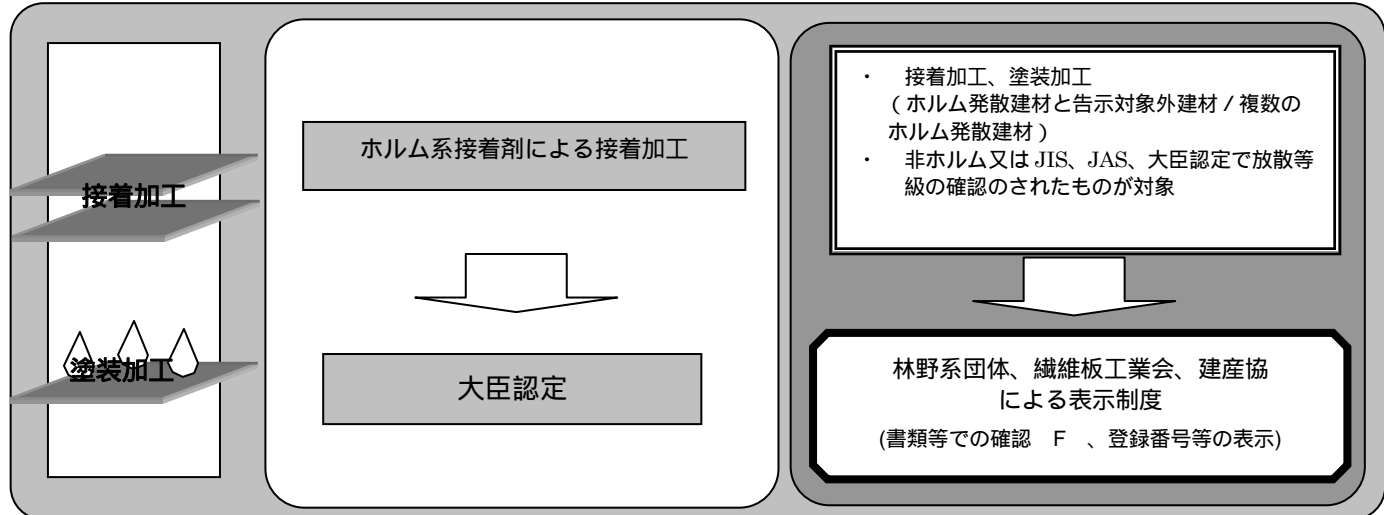 接着加工
塗装加工
ホルム系接着剤による接着加工
大臣認定
・ 接着加工、塗装加工
(ホルム発散建材と告示対象外建材/複数の
ホルム発散建材)
・ 非ホルム又は JIS、JAS、大臣認定で放散等
級の確認のされたものが対象
林野系団体、繊維板工業会、建産協
による表示制度
(書類等での確認 F 、登録番号等の表示)